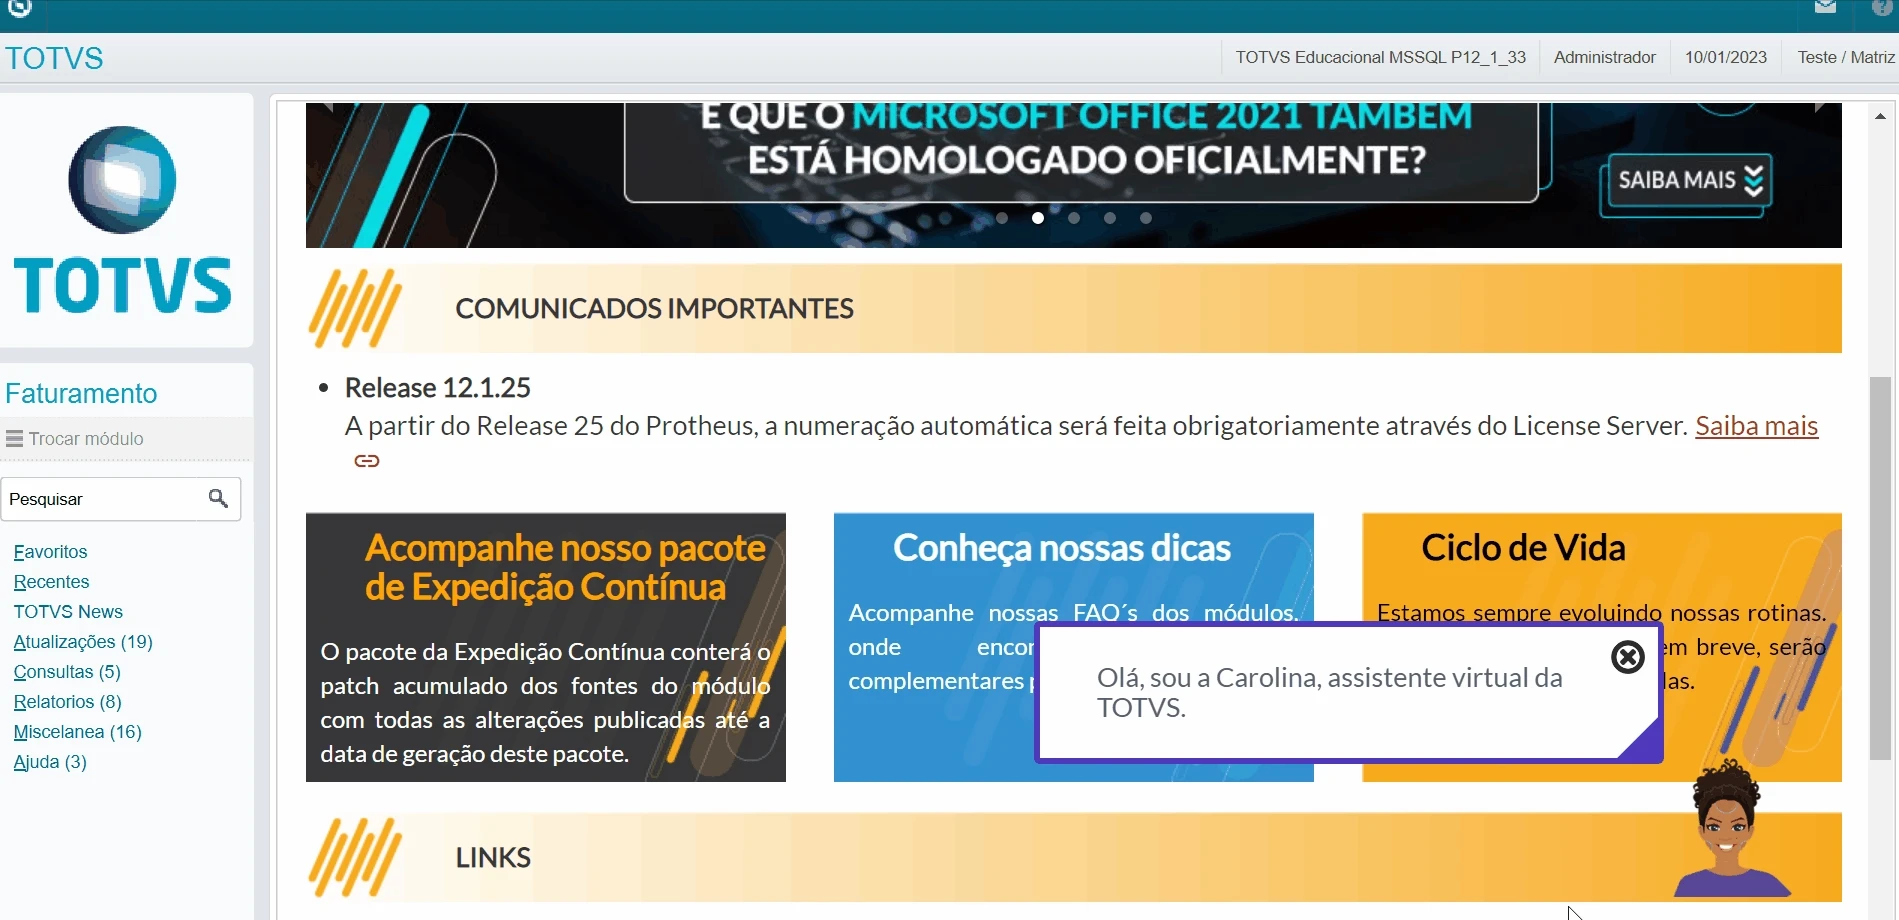 TOTVS
TOTVS Educacional MSSQL P12_1_33
Administrador
10/01/2023
Teste / Matriz
TOTVS
Faturamento
Trocar módulo
Pesquisar
Favoritos
Recentes
TOTVS News
Atualizações (19)
Consultas (5)
Relatorios (8)
Miscelanea (16)
Ajuda (3)
E QUE O MICROSOFT OFFICE 2021 TAMBÉM
ESTÁ HOMOLOGADO OFICIALMENTE?
SAIBA MAIS
COMUNICADOS IMPORTANTES
Release 12.1.25
A partir do Release 25 do Protheus, a numeração automática será feita obrigatoriamente através do License Server. Saiba mais
Acompanhe nosso pacote
de Expedição Contínua
O pacote da Expedição Contínua conterá o
patch acumulado dos fontes do módulo
com todas as alterações publicadas até a
data de geração deste pacote.
Conheça nossas dicas
Acompanhe nossas FAQ´s dos módulos,
onde
complementares
Ciclo de Vida
Estamos sempre evoluindo nossas rotinas.
em breve, serão
Olá, sou a Carolina, assistente virtual da
TOTVS.
LINKS